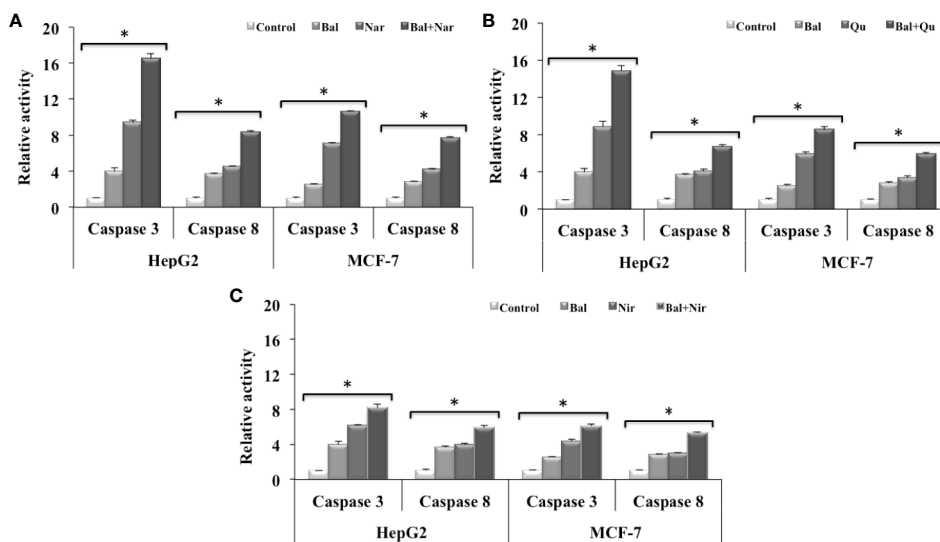 A
Control Bal Nar Bal+Nar
Relative activity
20
16
12
8
4
0
*
*
*
*
Caspase 3 Caspase 8 Caspase 3 Caspase 8
HepG2 MCF-7
B
Control Bal Qu Bal+Qu
Relative activity
20
16
12
8
4
0
*
*
*
*
Caspase 3 Caspase 8 Caspase 3 Caspase 8
HepG2 MCF-7
C
Control Bal Nir Bal+Nir
Relative activity
20
16
12
8
4
0
*
*
*
*
Caspase 3 Caspase 8 Caspase 3 Caspase 8
HepG2 MCF-7